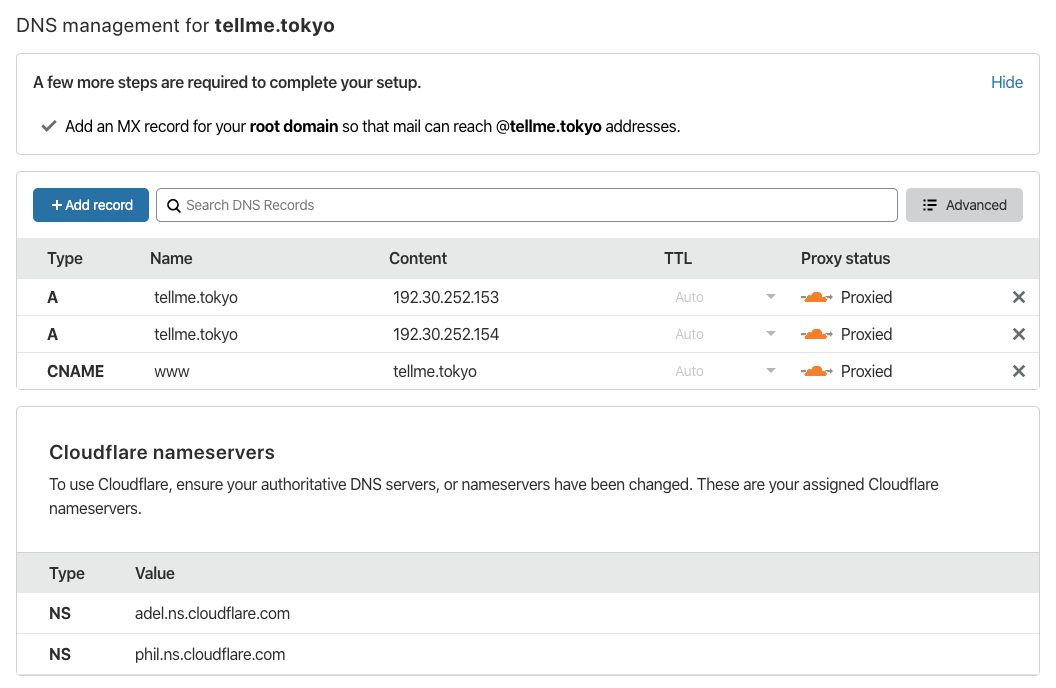 DNS management for tellme.tokyo
A few more steps are required to complete your setup. Hide
Add an MX record for your root domain so that mail can reach @tellme.tokyo addresses.
+ Add record Search DNS Records Advanced
Type Name Content TTL Proxy status
A tellme.tokyo 192.30.252.153 Auto Proxied
A tellme.tokyo 192.30.252.154 Auto Proxied
CNAME www tellme.tokyo Auto Proxied
Cloudflare nameservers
To use Cloudflare, ensure your authoritative DNS servers, or nameservers have been changed. These are your assigned Cloudflare
nameservers.
Type Value
NS adel.ns.cloudflare.com
NS phil.ns.cloudflare.com